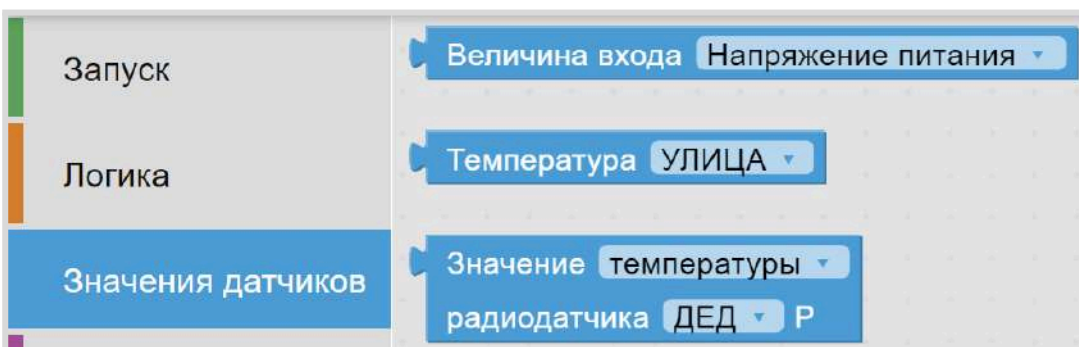 Запуск
Логика
Значения датчиков
Величина входа Напряжение питания
Температура УЛИЦА
Значение температуры
радиодатчика ДЕД Р